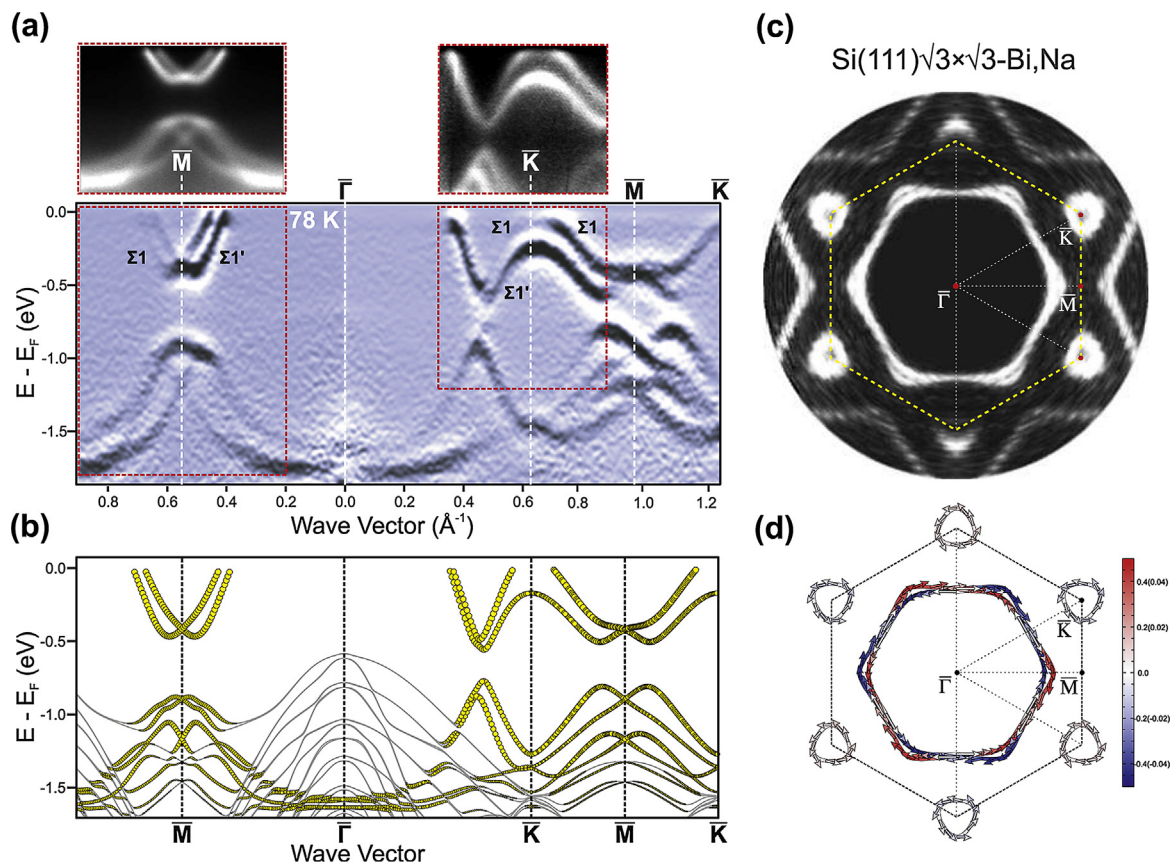 (a)
M̅
K̅
Γ̅
M̅
K̅
78 K
Σ1
Σ1'
Σ1
Σ1
Σ1'
0.0
-0.5
-1.0
-1.5
E - E_F (eV)
0.8 0.6 0.4 0.2 0.0 0.2 0.4 0.6 0.8 1.0 1.2
Wave Vector (Å⁻¹)
(b)
0.0
-0.5
-1.0
-1.5
E - E_F (eV)
M̅ Γ̅ K̅ M̅ K̅
Wave Vector
(c)
Si(111)√3×√3-Bi,Na
K̅
Γ̅
M̅
(d)
K̅
Γ̅
M̅
0.4(0.04)
0.2(0.02)
0.0
-0.2(-0.02)
-0.4(-0.04)